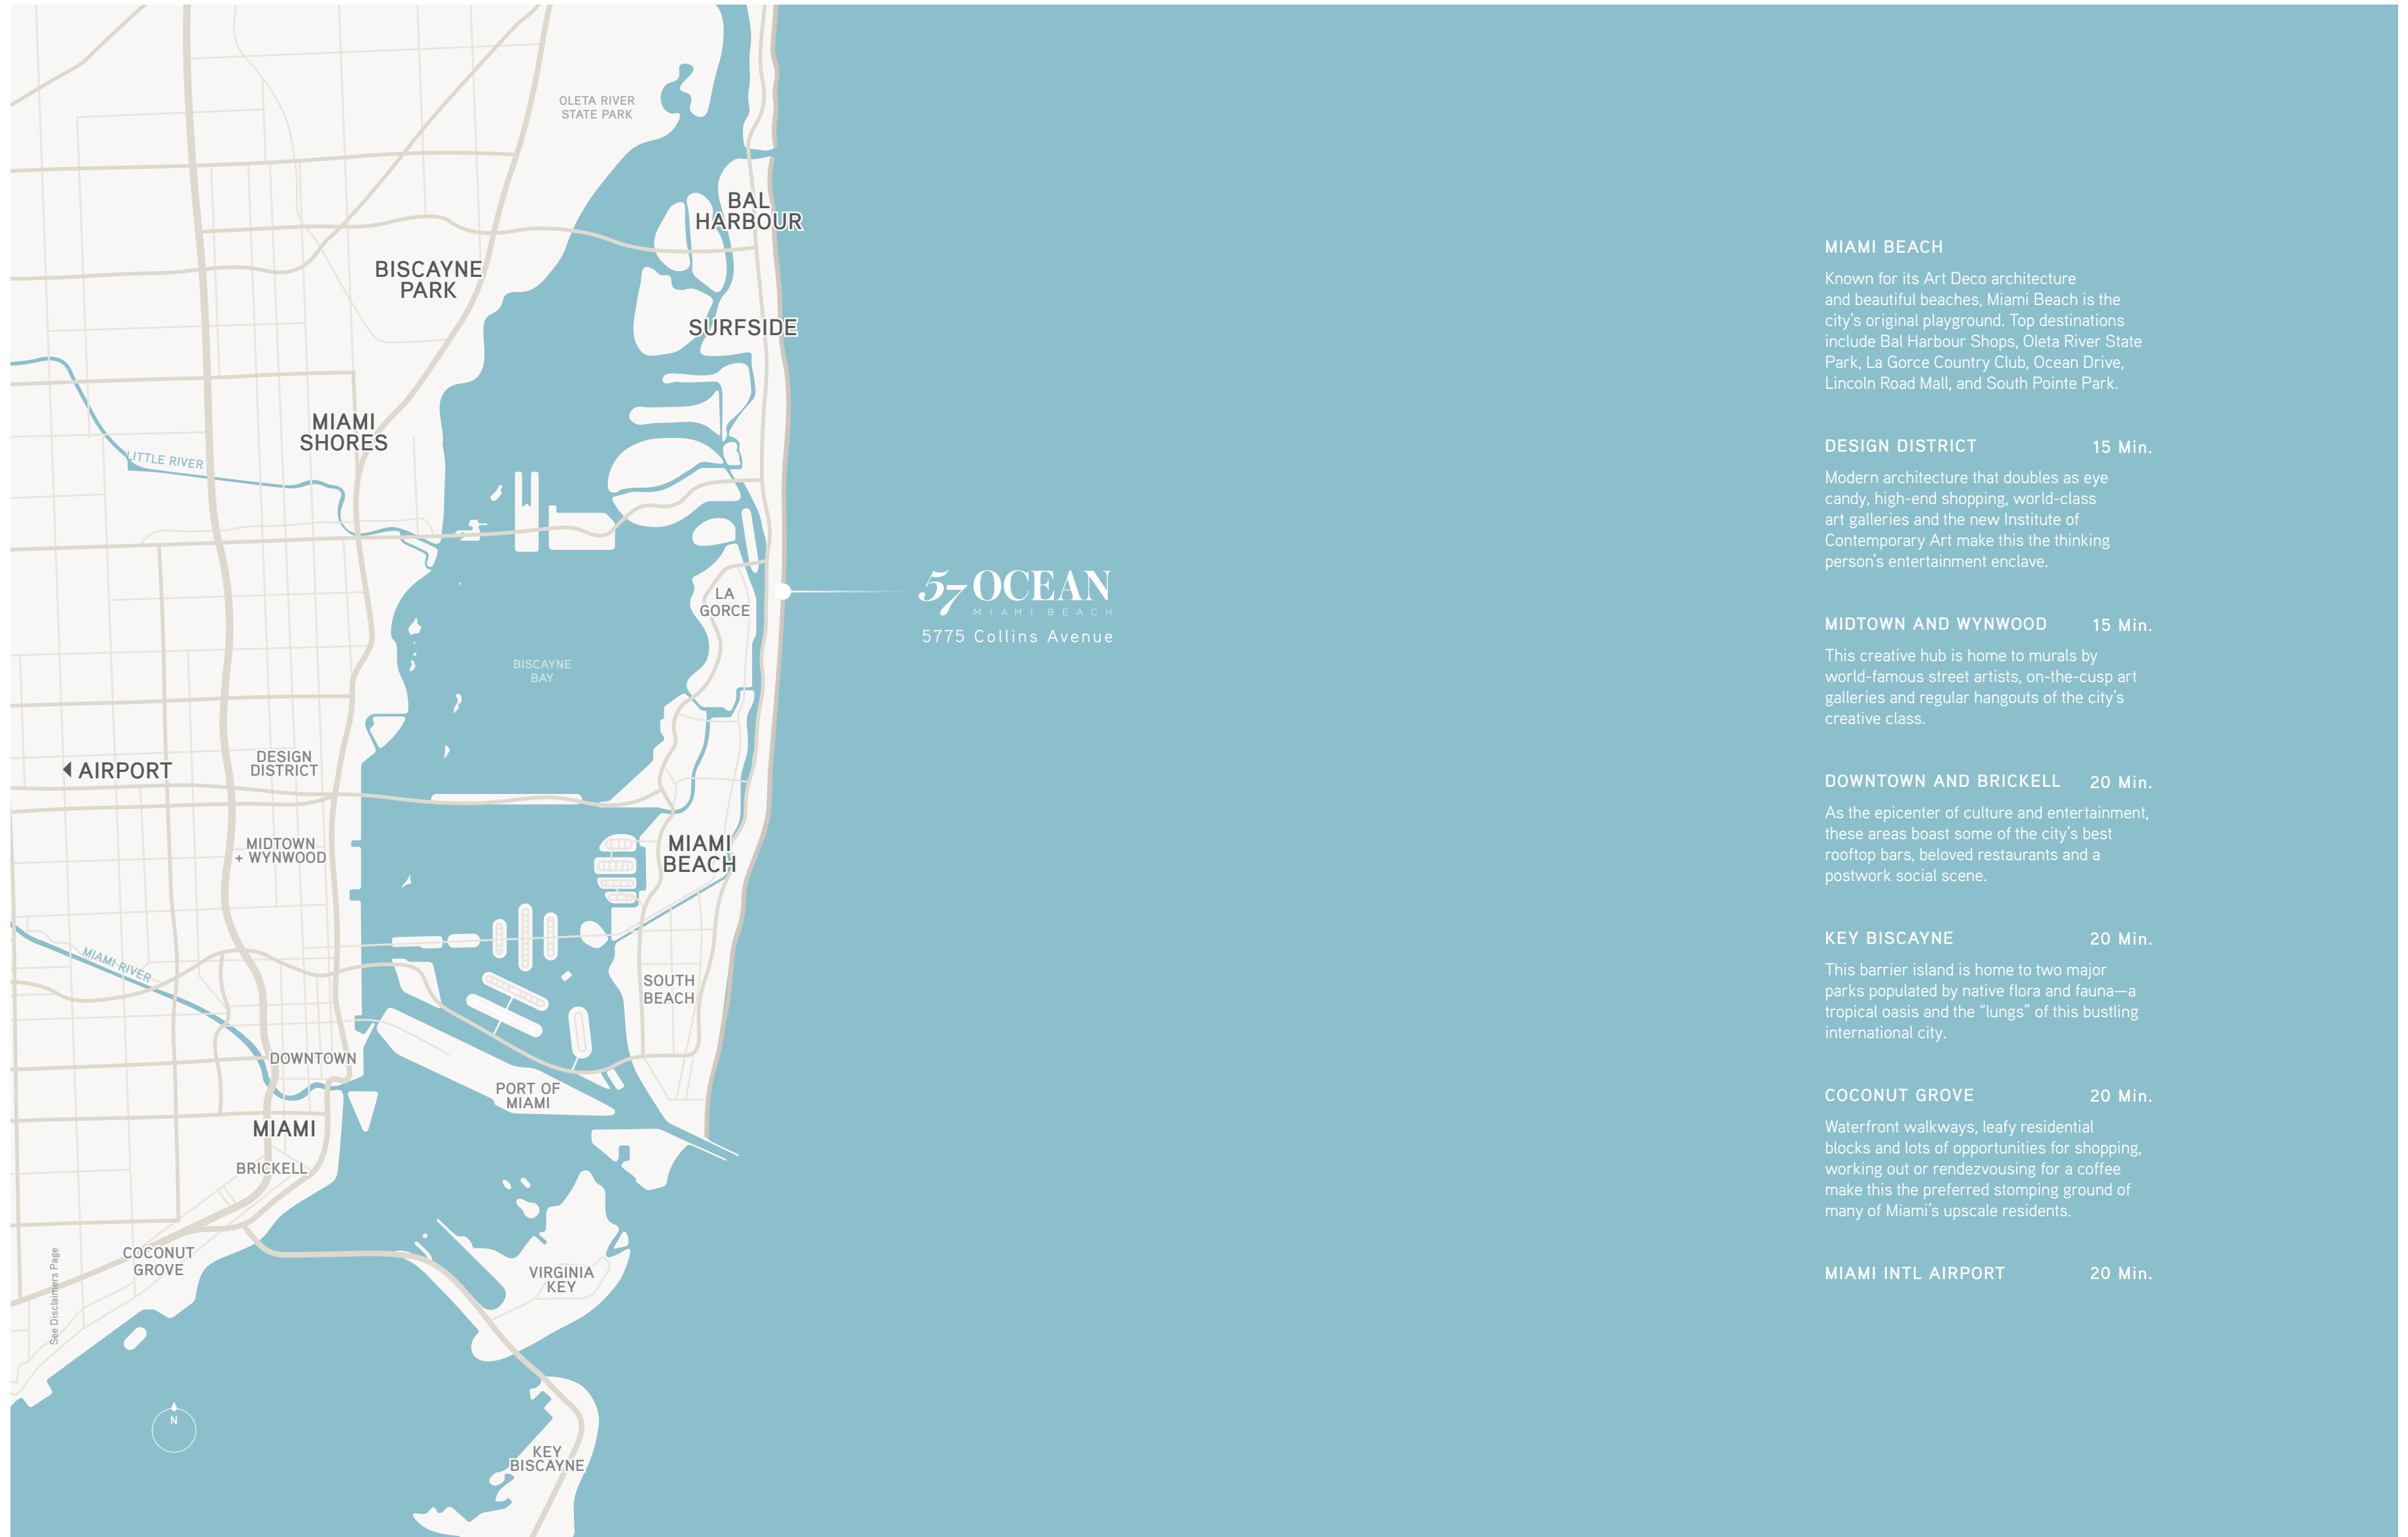 OLETA RIVER
STATE PARK
BAL
HARBOUR
BISCAYNE
PARK
SURFSIDE
MIAMI
SHORES
LITTLE RIVER
LA
GORCE
57 OCEAN
MIAMI BEACH
5775 Collins Avenue
BISCAYNE
BAY
DESIGN
DISTRICT
AIRPORT
MIDTOWN
+ WYNWOOD
MIAMI
BEACH
MIAMI RIVER
SOUTH
BEACH
DOWNTOWN
PORT OF
MIAMI
MIAMI
BRICKELL
COCONUT
GROVE
VIRGINIA
KEY
See Disclaimers Page
N
KEY
BISCAYNE
MIAMI BEACH
Known for its Art Deco architecture
and beautiful beaches, Miami Beach is the
city's original playground. Top destinations
include Bal Harbour Shops, Oleta River State
Park, La Gorce Country Club, Ocean Drive,
Lincoln Road Mall, and South Pointe Park.
DESIGN DISTRICT 15 Min.
Modern architecture that doubles as eye
candy, high-end shopping, world-class
art galleries and the new Institute of
Contemporary Art make this the thinking
person's entertainment enclave.
MIDTOWN AND WYNWOOD 15 Min.
This creative hub is home to murals by
world-famous street artists, on-the-cusp art
galleries and regular hangouts of the city's
creative class.
DOWNTOWN AND BRICKELL 20 Min.
As the epicenter of culture and entertainment,
these areas boast some of the city's best
rooftop bars, beloved restaurants and a
postwork social scene.
KEY BISCAYNE 20 Min.
This barrier island is home to two major
parks populated by native flora and fauna—a
tropical oasis and the “lungs” of this bustling
international city.
COCONUT GROVE 20 Min.
Waterfront walkways, leafy residential
blocks and lots of opportunities for shopping,
working out or rendezvousing for a coffee
make this the preferred stomping ground of
many of Miami's upscale residents.
MIAMI INTL AIRPORT 20 Min.